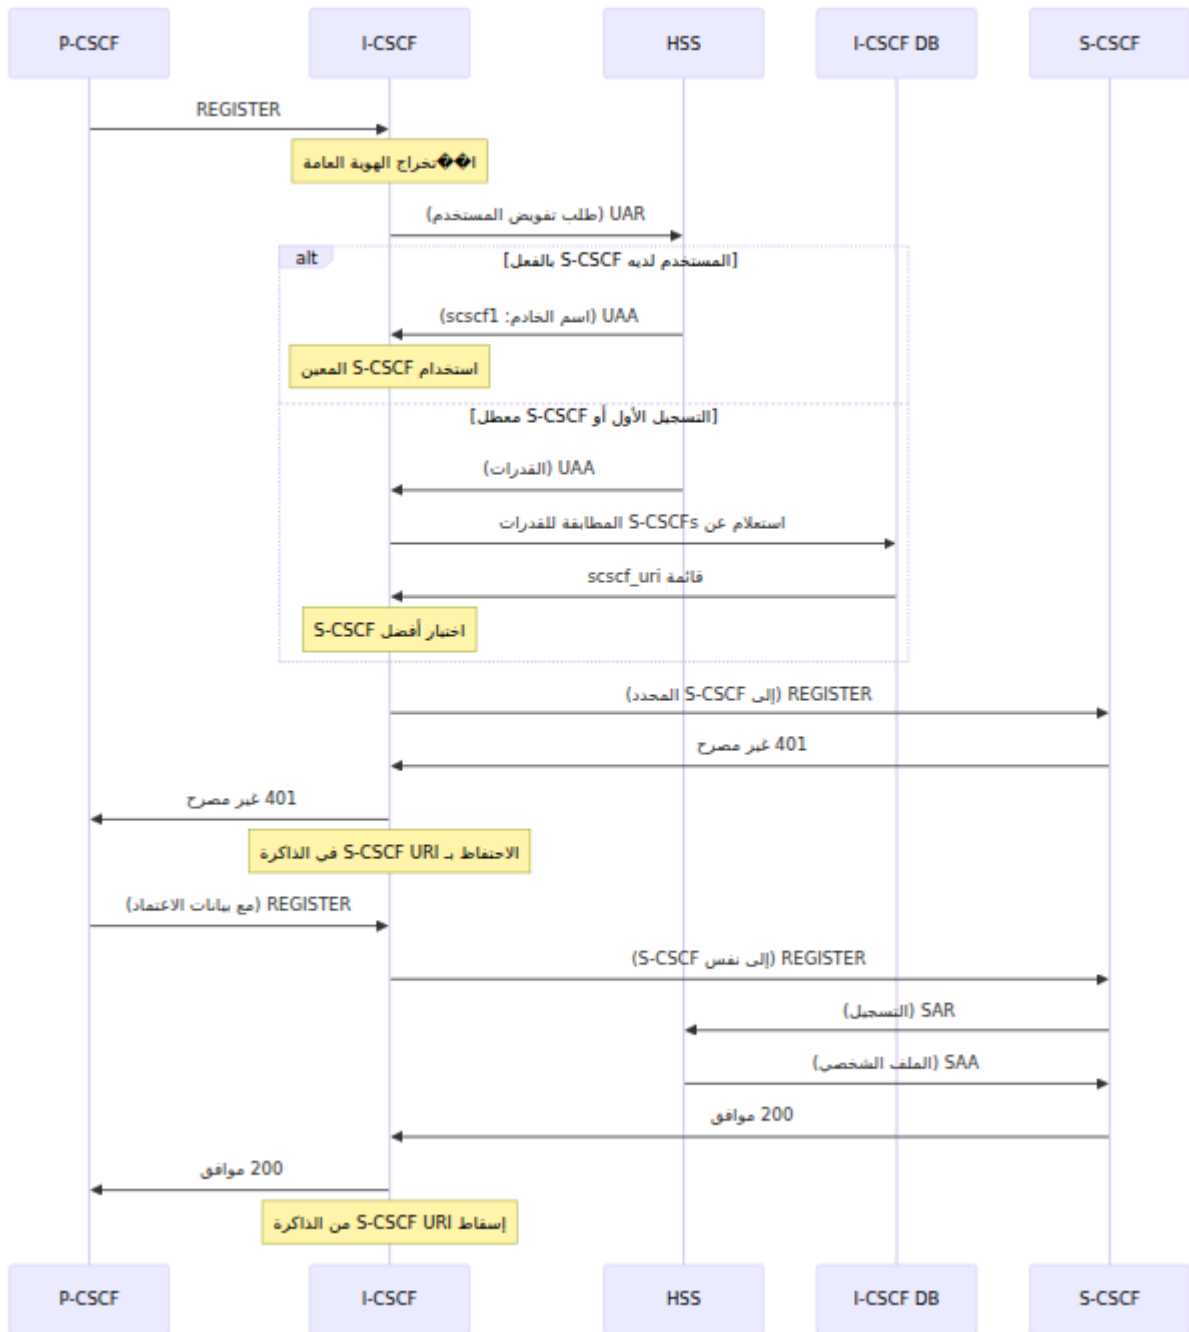 P-CSCF
I-CSCF
HSS
I-CSCF DB
S-CSCF
REGISTER
ا��تخراج الهوية العامة
UAR (طلب تفويض المستخدم)
alt
[المستخدم لديه S-CSCF بالفعل]
UAA (اسم الخادم: scscf1)
استخدام S-CSCF المعين
[التسجيل الأول أو S-CSCF معطل]
UAA (القدرات)
استعلام عن S-CSCFs المطابقة للقدرات
قائمة scscf_uri
اختيار أفضل S-CSCF
REGISTER (إلى S-CSCF المحدد)
401 غير مصرح
401 غير مصرح
الاحتفاظ بـ S-CSCF URI في الذاكرة
REGISTER (مع بيانات الاعتماد)
REGISTER (إلى نفس S-CSCF)
SAR (التسجيل)
SAA (الملف الشخصي)
200 موافق
200 موافق
إسقاط S-CSCF URI من الذاكرة
P-CSCF
I-CSCF
HSS
I-CSCF DB
S-CSCF